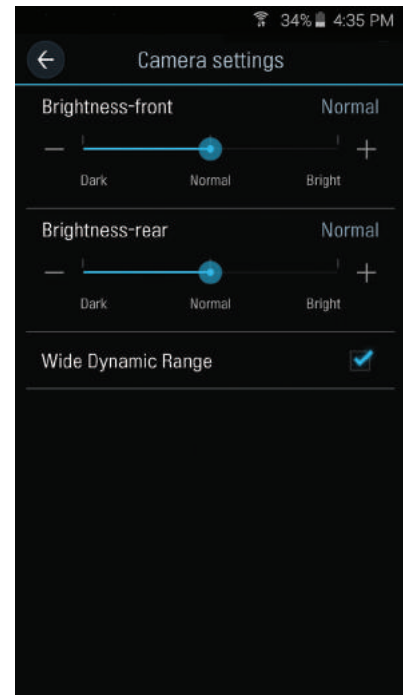 34% 4:35 PM
Camera settings
Brightness-front Normal
Dark Normal Bright
Brightness-rear Normal
Dark Normal Bright
Wide Dynamic Range